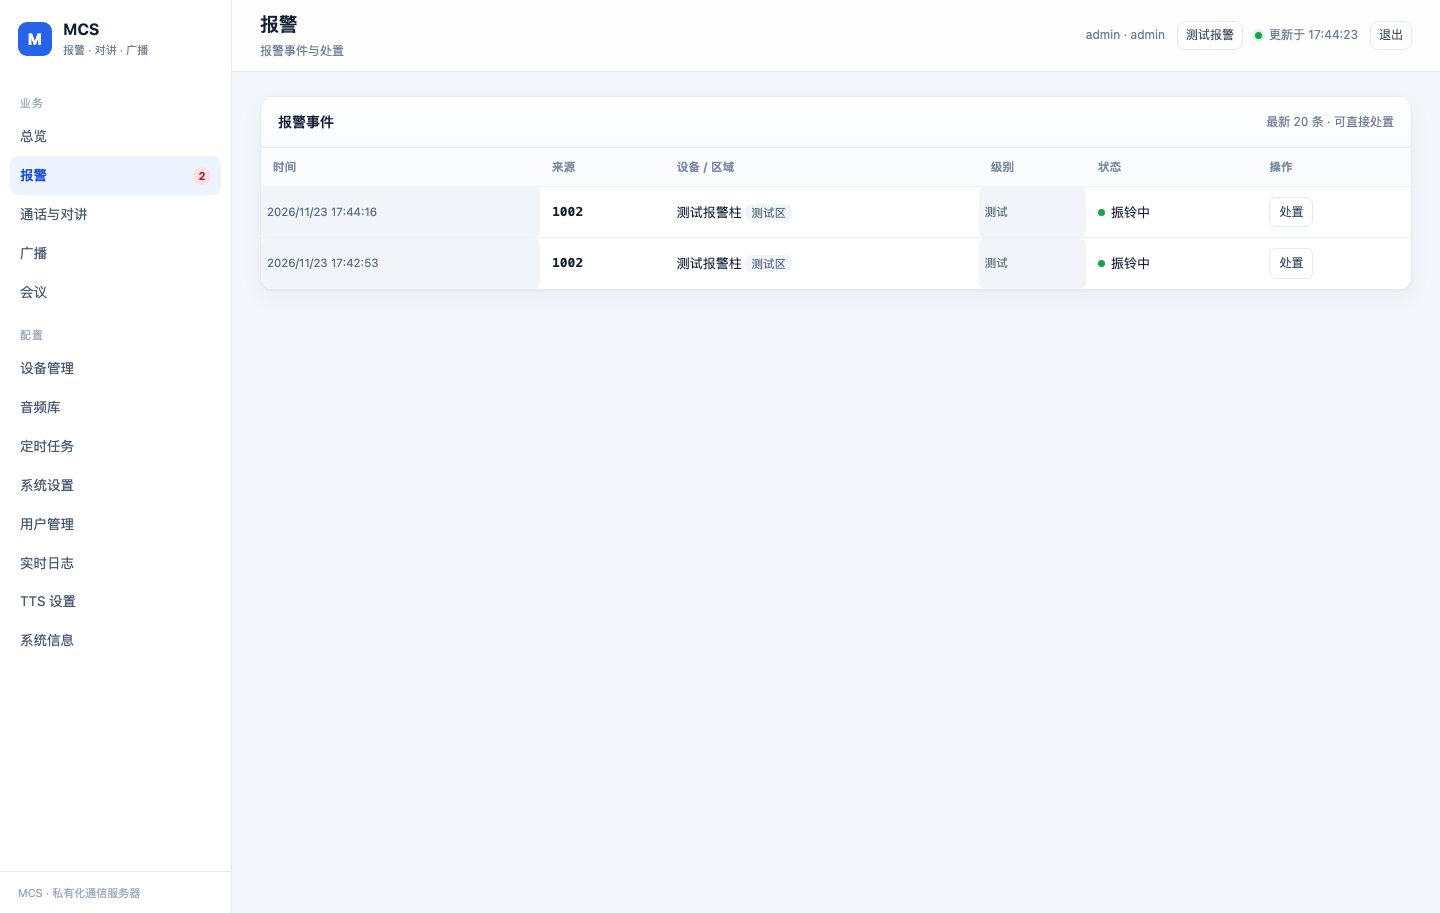 M
MCS
报警 · 对讲 · 广播
业务
总览
报警 2
通话与对讲
广播
会议
配置
设备管理
音频库
定时任务
系统设置
用户管理
实时日志
TTS 设置
系统信息
MCS · 私有化通信服务器
报警
报警事件与处置
admin · admin 测试报警 更新于 17:44:23 退出
报警事件 最新 20 条 · 可直接处置
时间 来源 设备 / 区域 级别 状态 操作
2026/11/23 17:44:16 1002 测试报警柱 测试区 测试 振铃中 处置
2026/11/23 17:42:53 1002 测试报警柱 测试区 测试 振铃中 处置